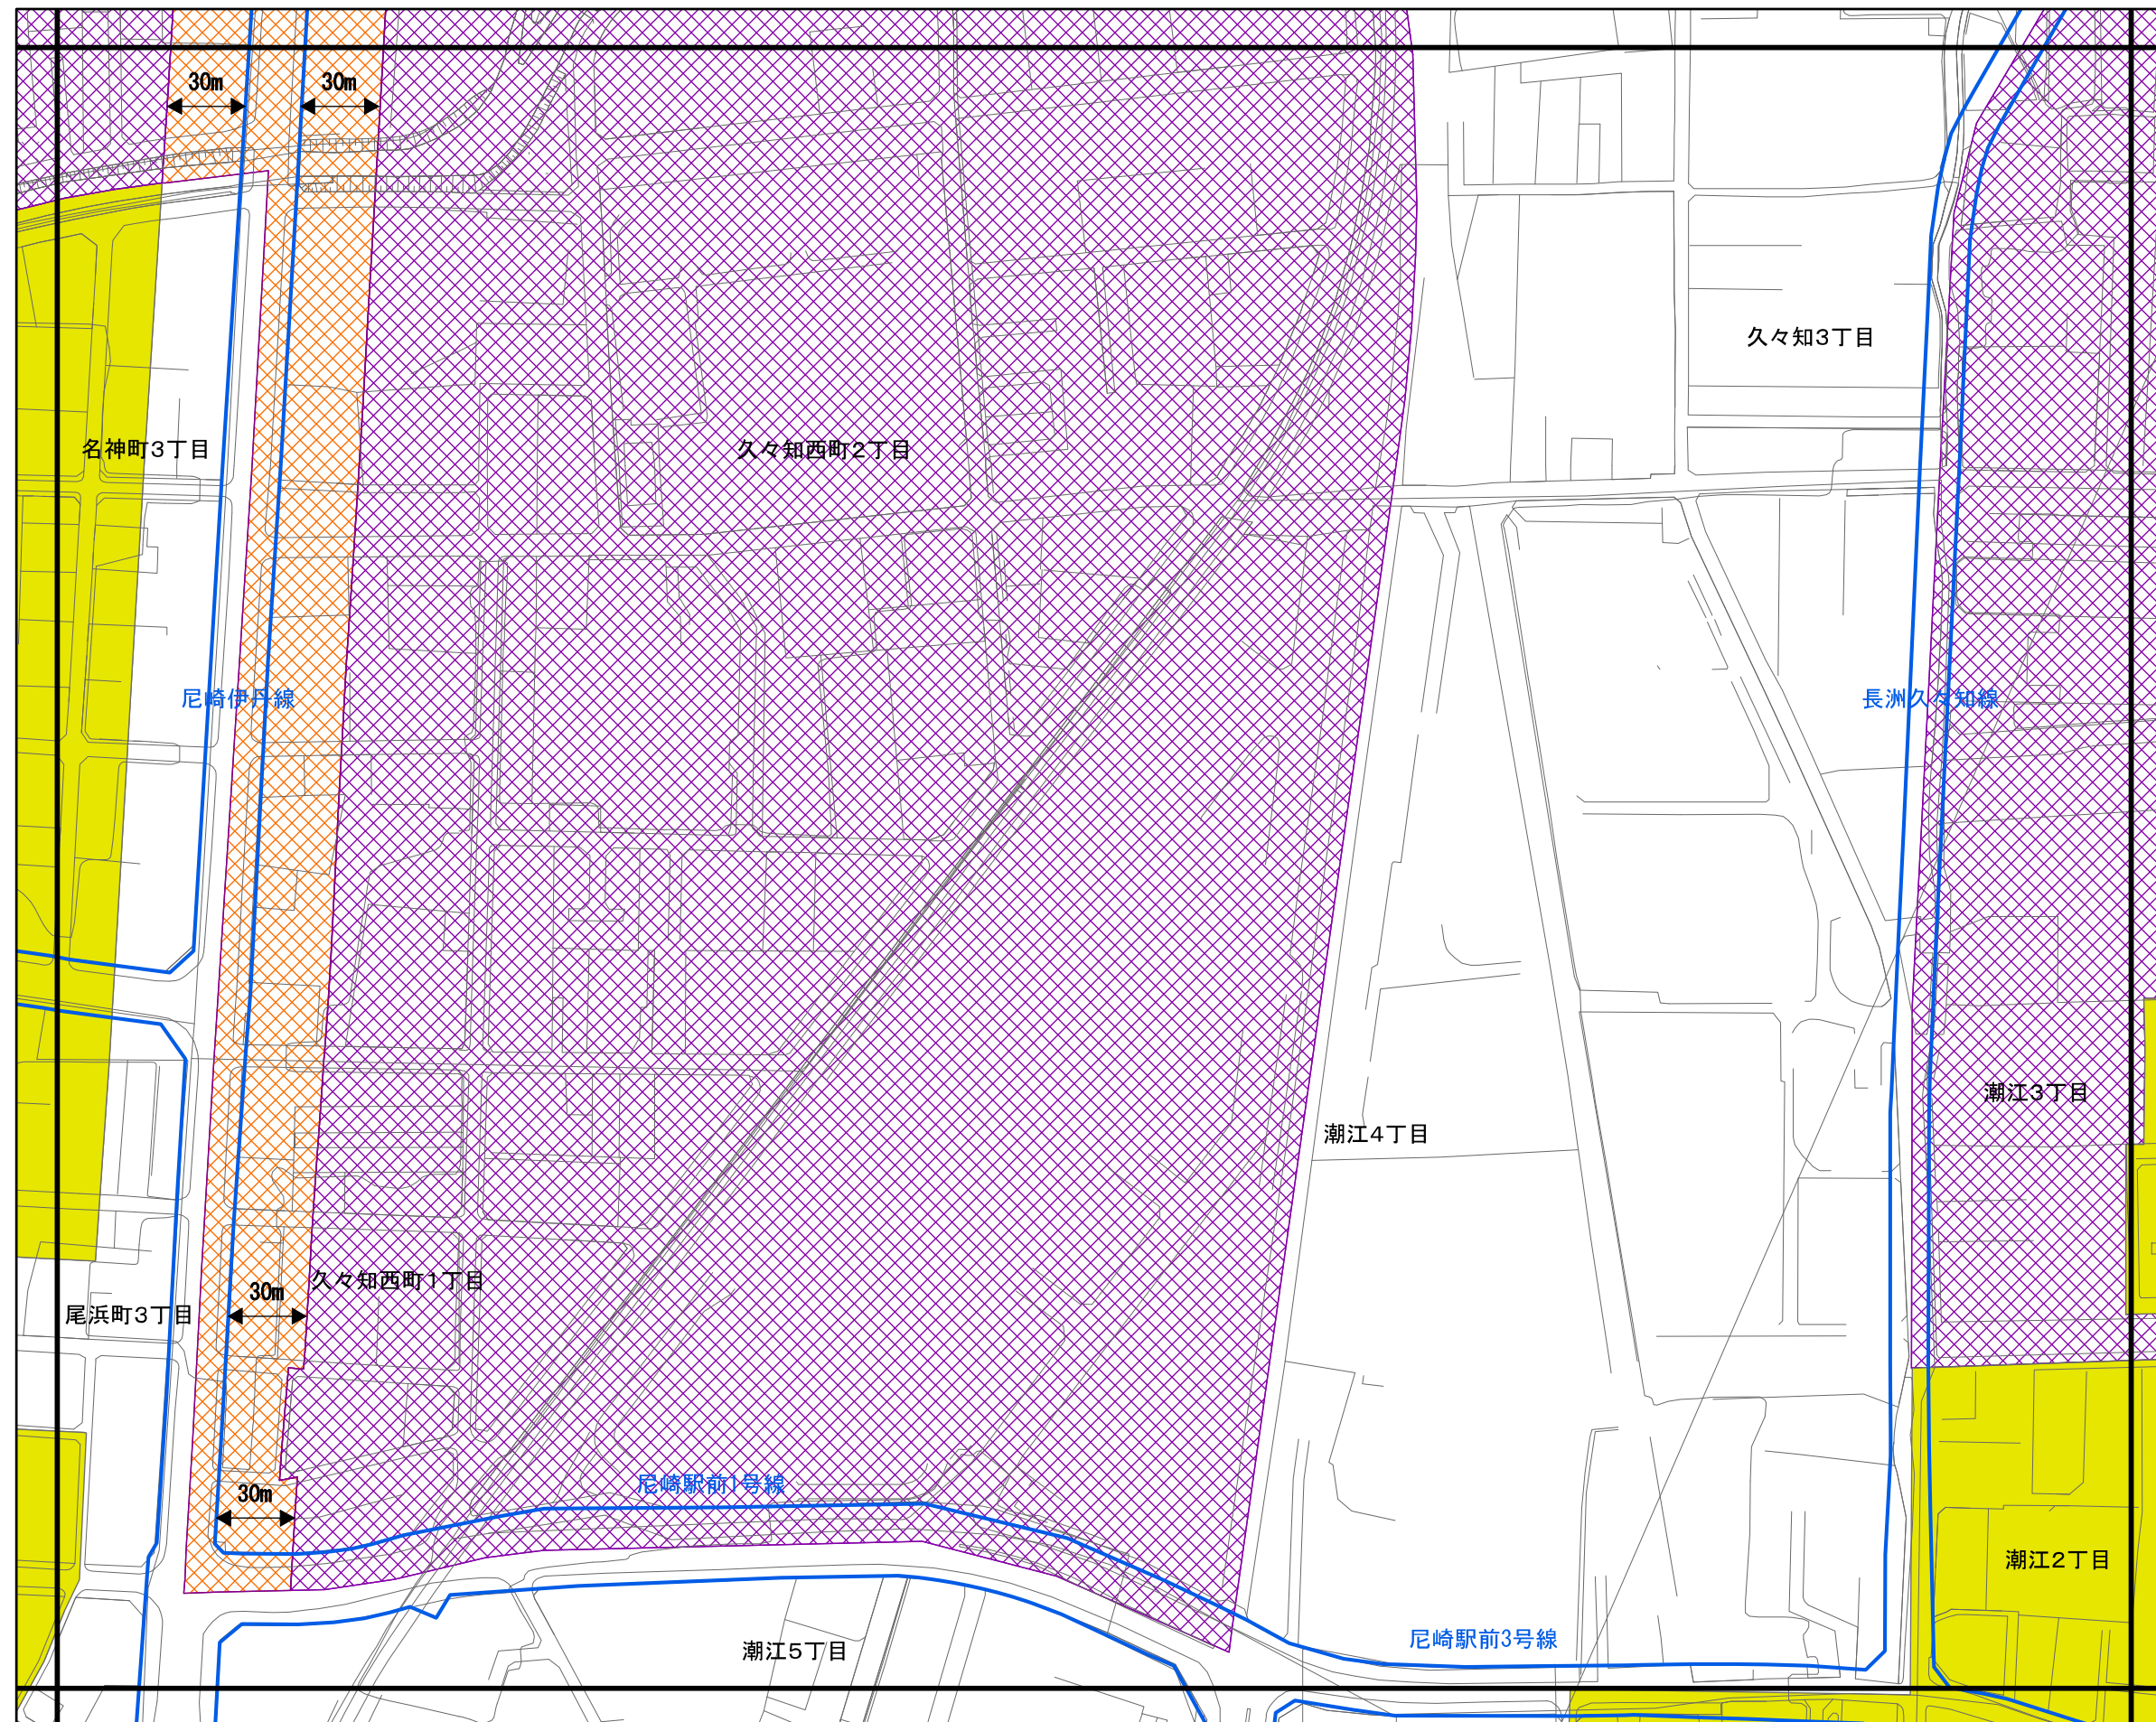 30m
30m
久々知3丁目
名神町3丁目
久々知西町2丁目
尼崎伊丹線
長洲久々知線
潮江3丁目
潮江4丁目
久々知西町1丁目
30m
尾浜町3丁目
尼崎駅前1号線
30m
潮江2丁目
尼崎駅前3号線
潮江5丁目